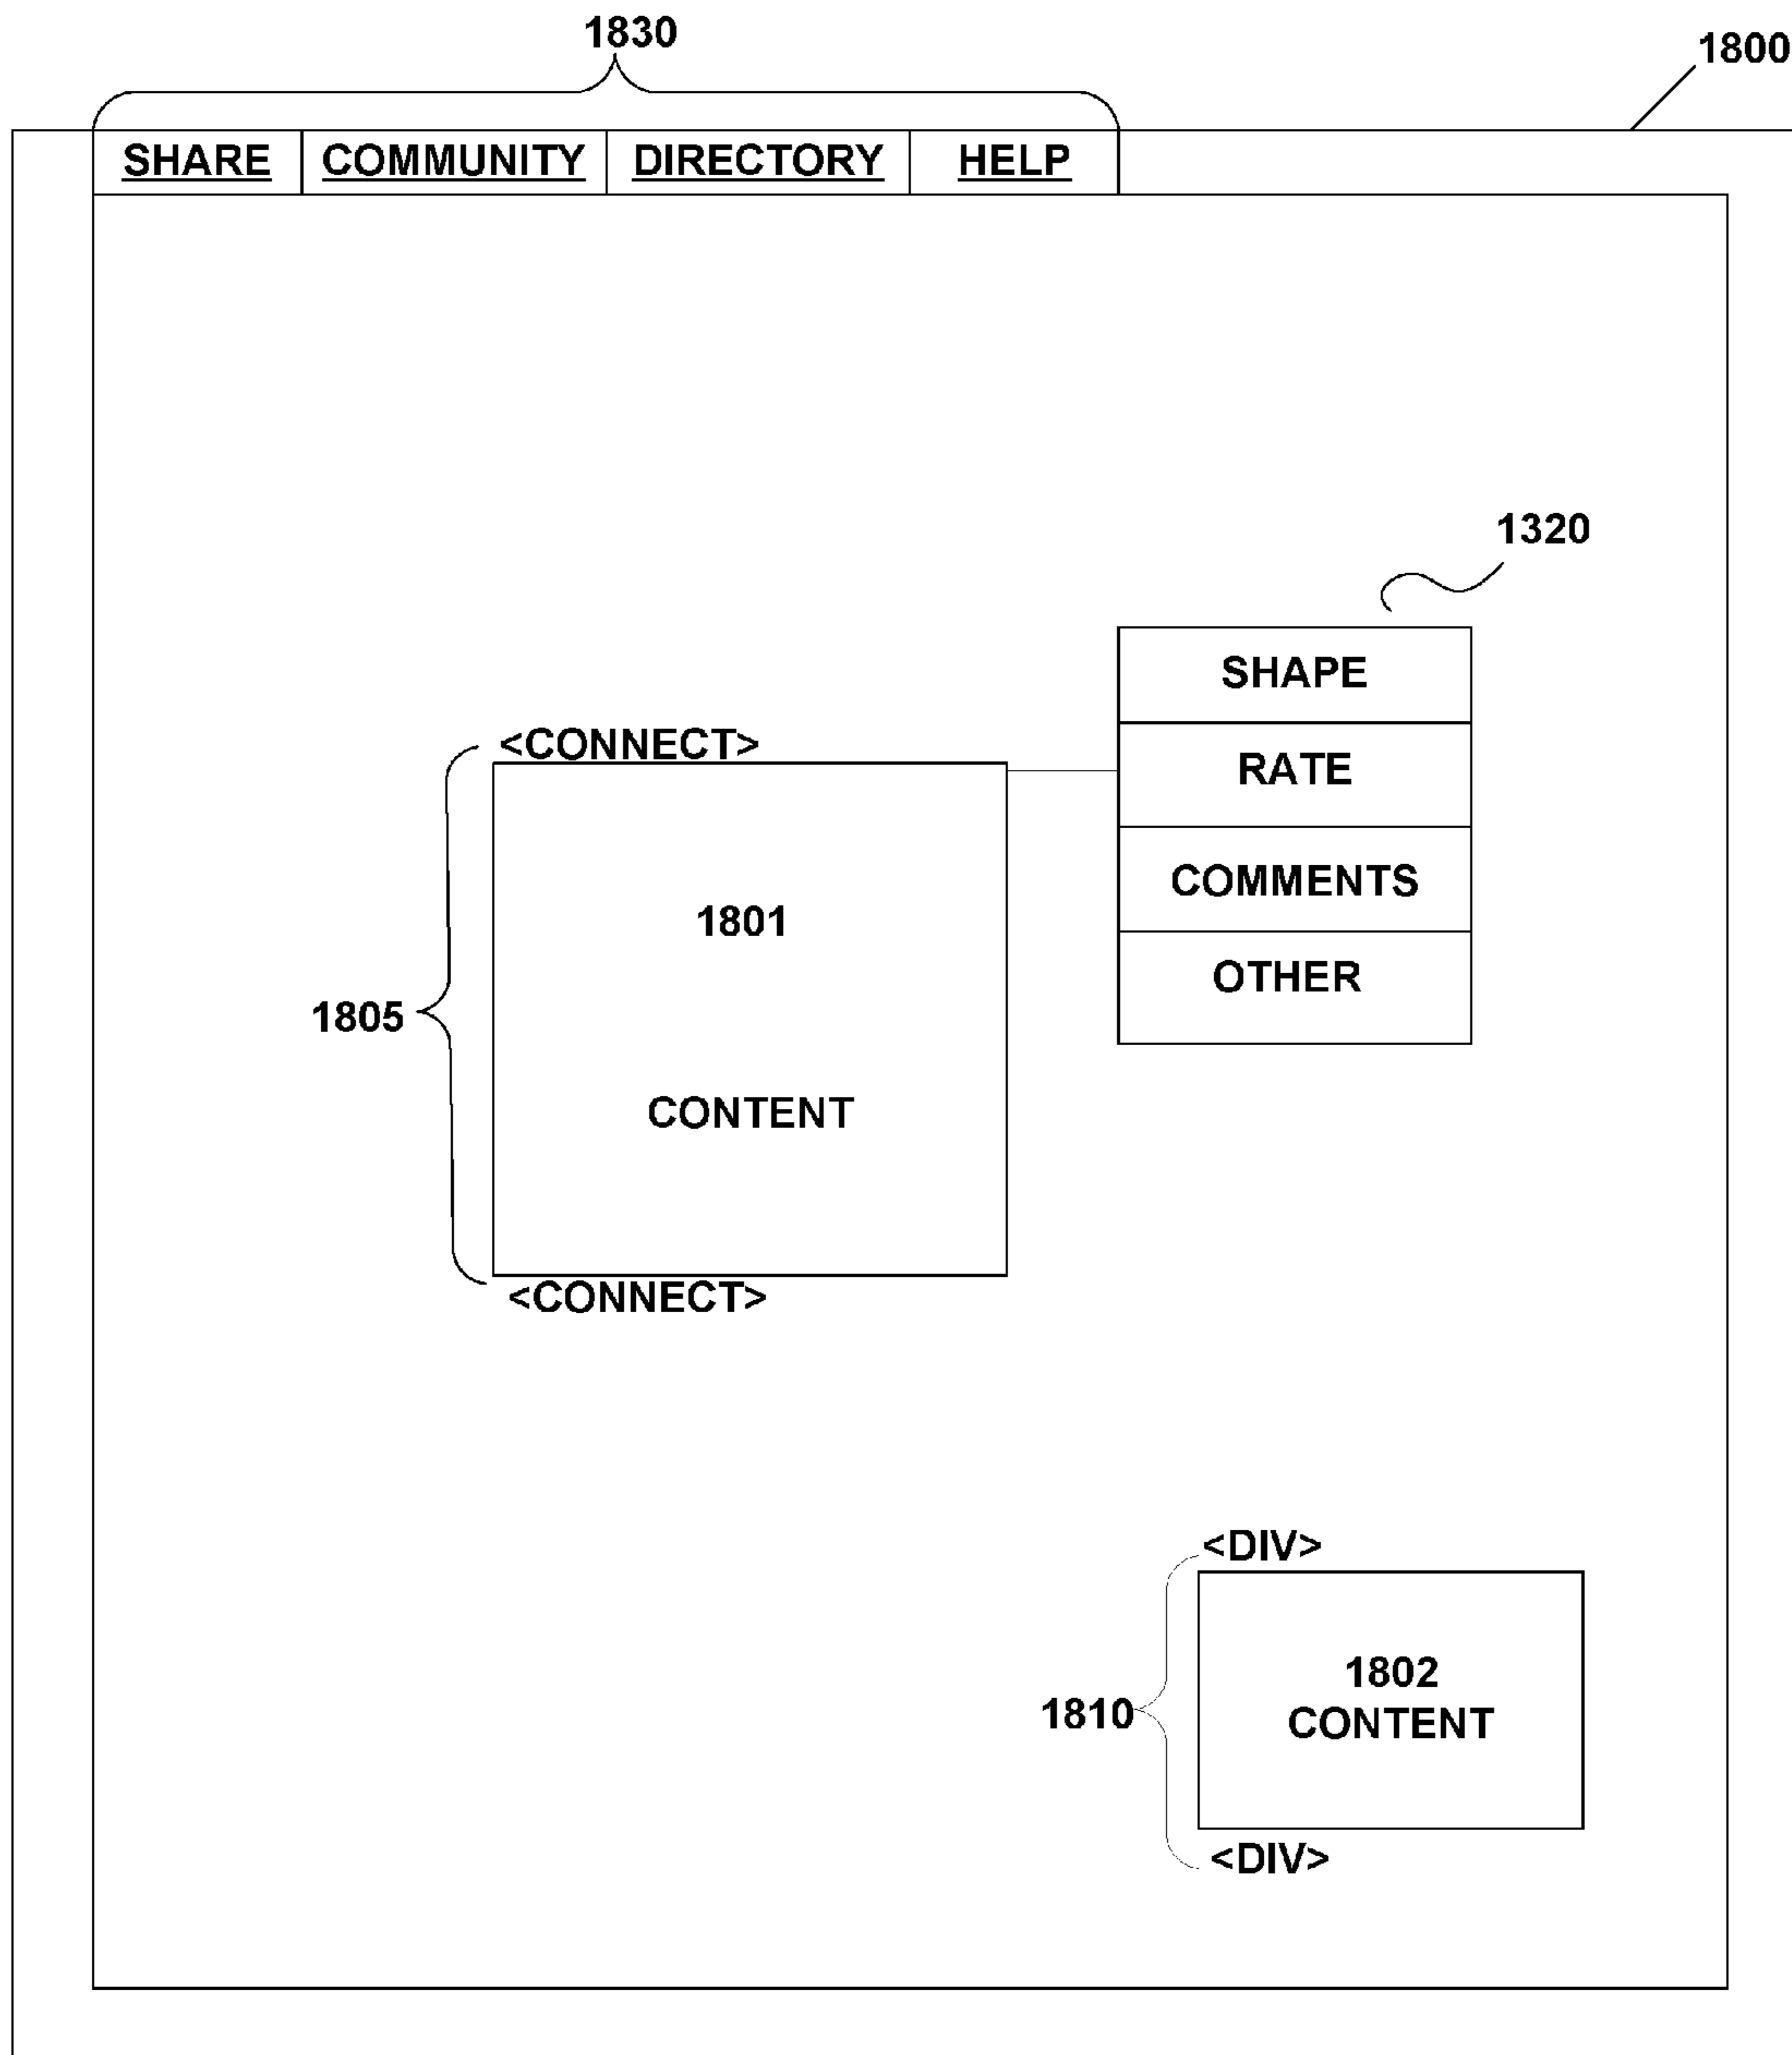 1830
1800
SHARE COMMUNITY DIRECTORY HELP
1320
SHAPE
RATE
COMMENTS
OTHER
<CONNECT>
1801
1805
CONTENT
<CONNECT>
<DIV>
1802
1810
CONTENT
<DIV>